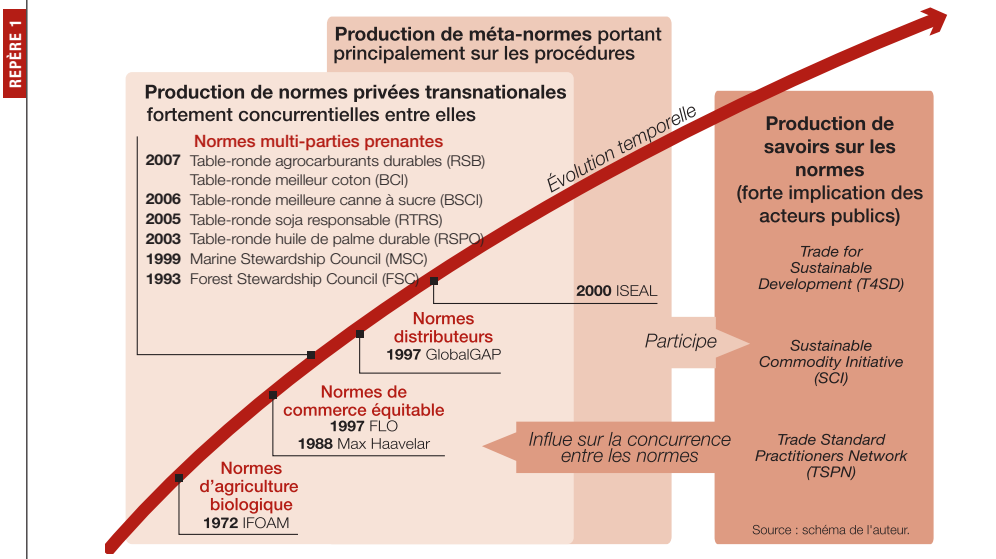 REPÈRE 1
Production de méta-normes portant
principalement sur les procédures
Production de normes privées transnationales
fortement concurrentielles entre elles
Normes multi-parties prenantes
2007 Table-ronde agrocarburants durables (RSB)
Table-ronde meilleur coton (BCI)
2006 Table-ronde meilleure canne à sucre (BSCI)
2005 Table-ronde soja responsable (RTRS)
2003 Table-ronde huile de palme durable (RSPO)
1999 Marine Stewardship Council (MSC)
1993 Forest Stewardship Council (FSC)
Évolution temporelle
2000 ISEAL
Normes
distributeurs
1997 GlobalGAP
Normes de
commerce équitable
1997 FLO
1988 Max Haavelar
Normes
d'agriculture
biologique
1972 IFOAM
Participe
Influe sur la concurrence
entre les normes
Production de
savoirs sur les
normes
(forte implication des
acteurs publics)
Trade for
Sustainable
Development (T4SD)
Sustainable
Commodity Initiative
(SCI)
Trade Standard
Practitioners Network
(TSPN)
Source : schéma de l'auteur.